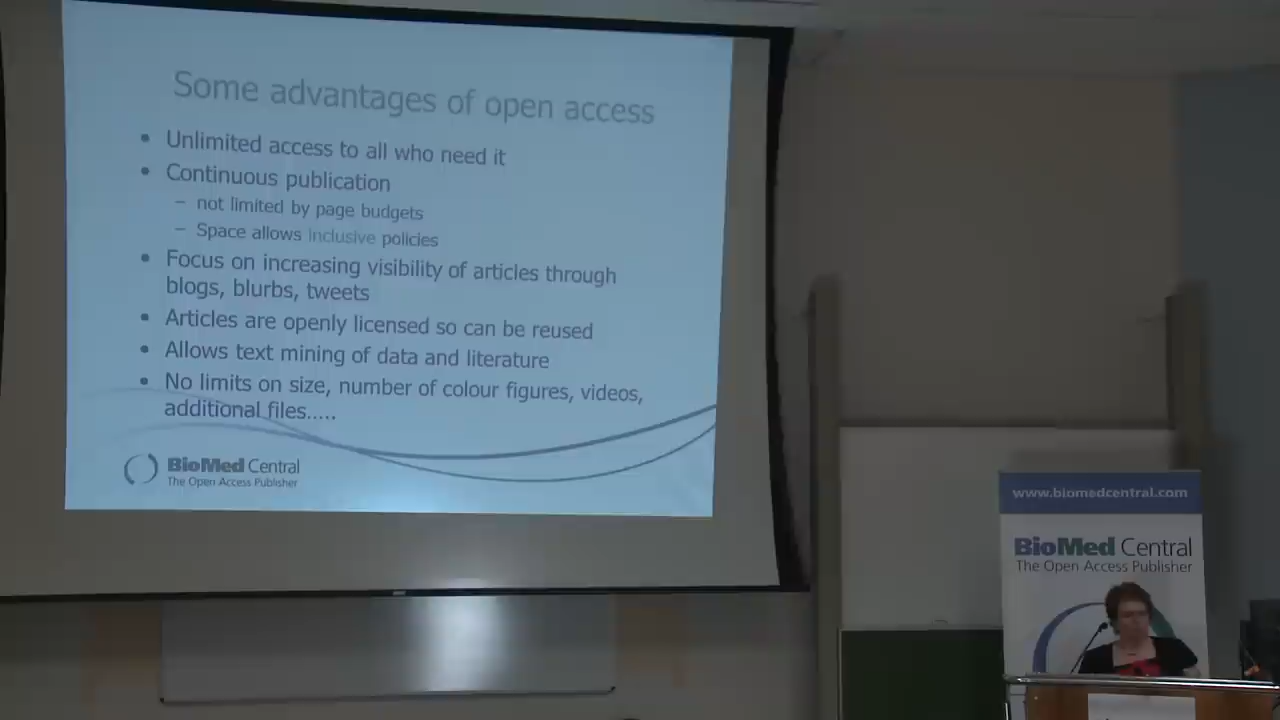 Some advantages of open access
• Unlimited access to all who need it
• Continuous publication
– not limited by page budgets
– Space allows inclusive policies
• Focus on increasing visibility of articles through
blogs, blurbs, tweets
• Articles are openly licensed so can be reused
• Allows text mining of data and literature
• No limits on size, number of colour figures, videos,
additional files.....
BioMed Central
The Open Access Publisher
www.biomedcentral.com
BioMed Central
The Open Access Publisher